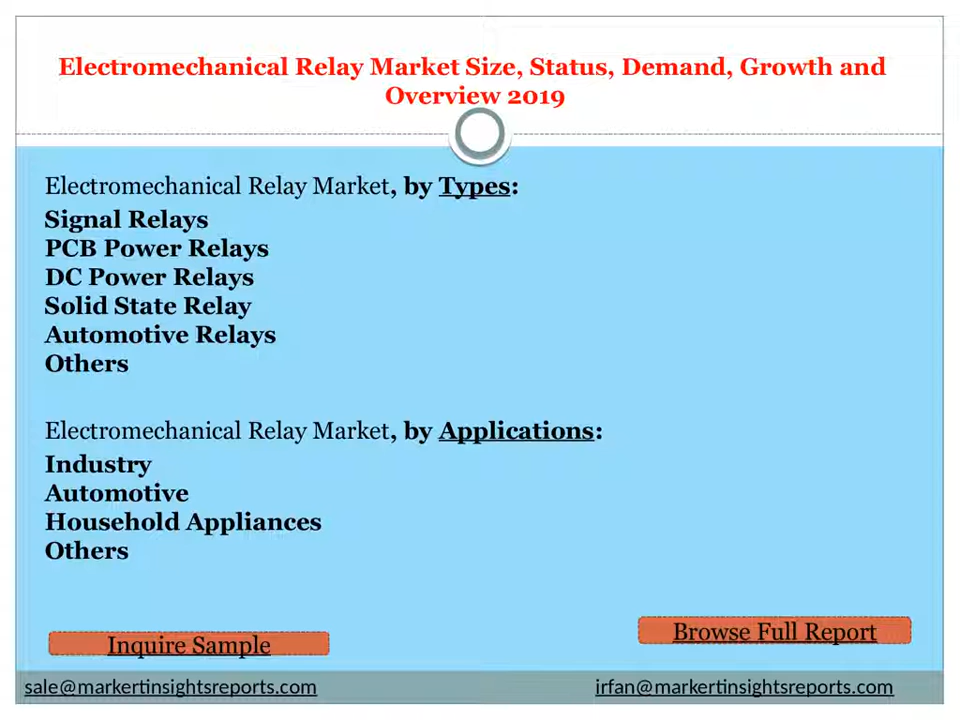 Electromechanical Relay Market Size, Status, Demand, Growth and
Overview 2019
Electromechanical Relay Market, by Types:
Signal Relays
PCB Power Relays
DC Power Relays
Solid State Relay
Automotive Relays
Others
Electromechanical Relay Market, by Applications:
Industry
Automotive
Household Appliances
Others
Inquire Sample
Browse Full Report
sale@markertinsightsreports.com
irfan@markertinsightsreports.com